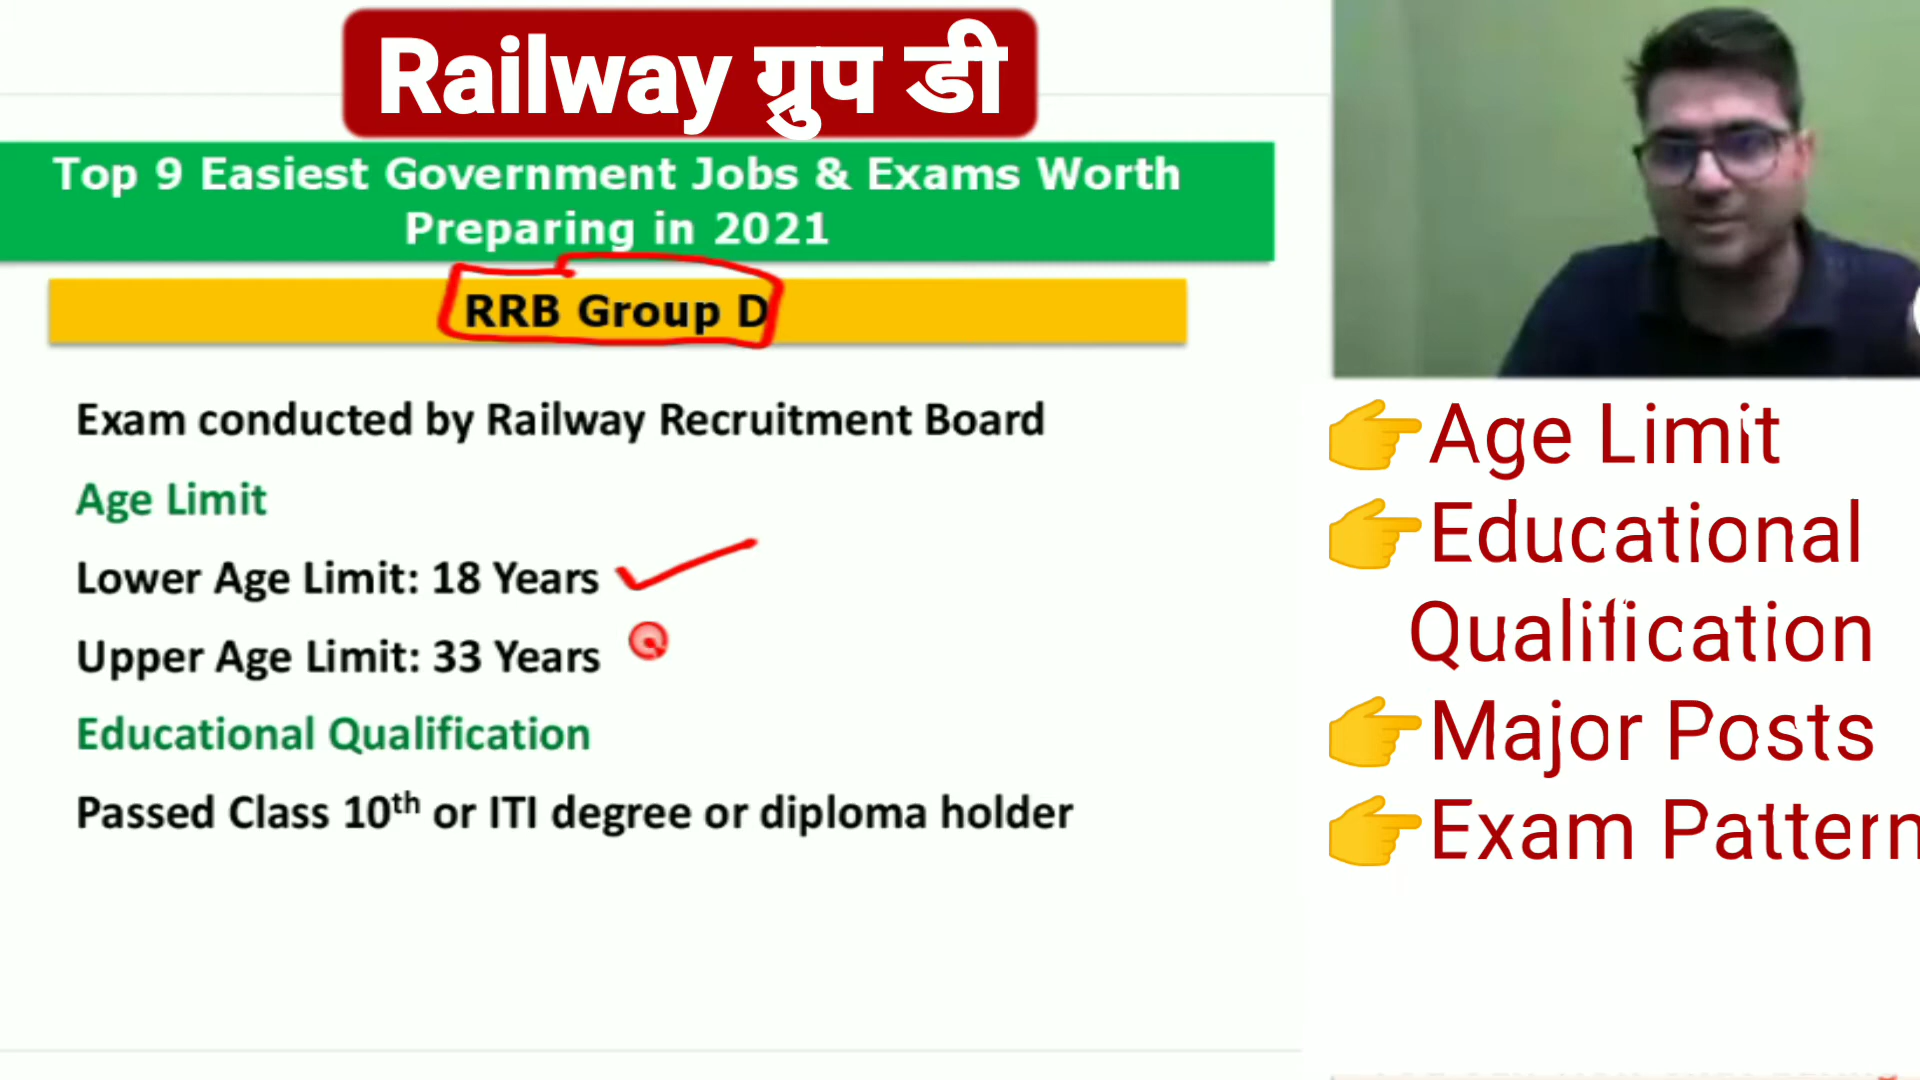 Railway ग्रुप डी
Top 9 Easiest Government Jobs & Exams Worth
Preparing in 2021
RRB Group D
Exam conducted by Railway Recruitment Board
Age Limit
Lower Age Limit: 18 Years
Upper Age Limit: 33 Years
Educational Qualification
Passed Class 10th or ITI degree or diploma holder
👉Age Limit
👉Educational
Qualification
👉Major Posts
👉Exam Pattern